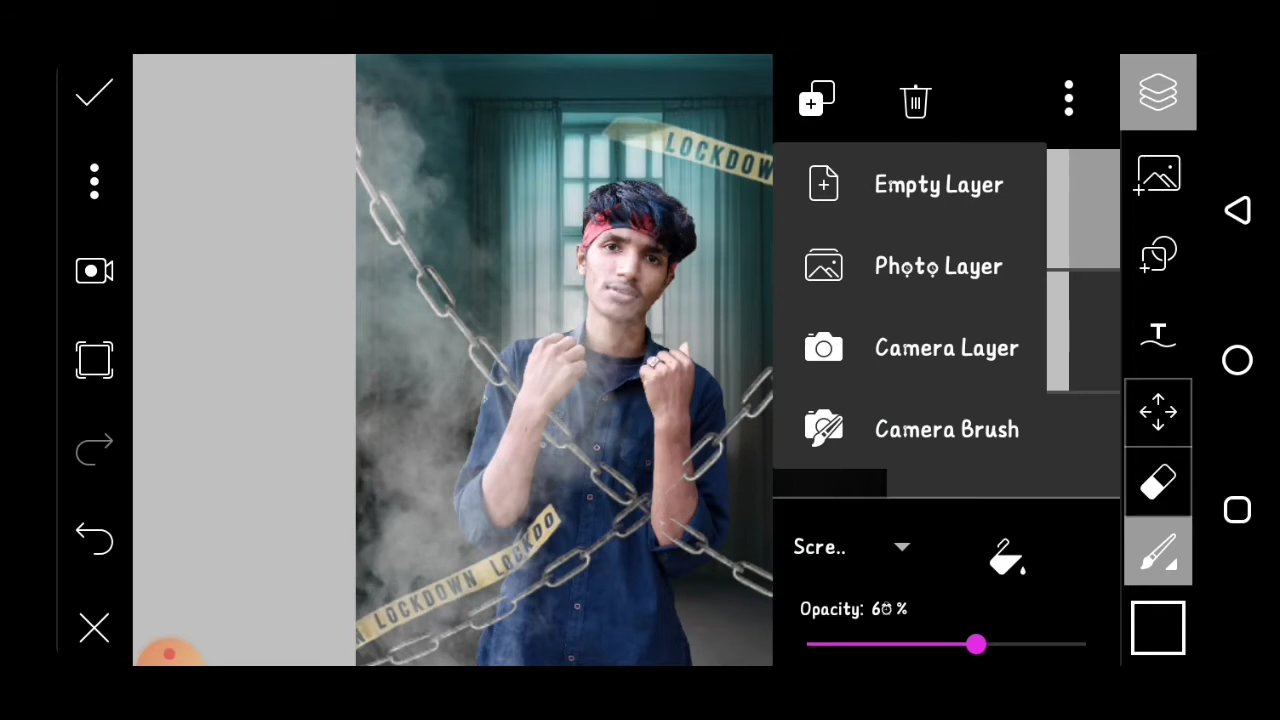 LOCKDOW
LOCKDOWN LOCKDO
Empty Layer
Photo Layer
Camera Layer
Camera Brush
Scre..
Opacity: 60 %
T